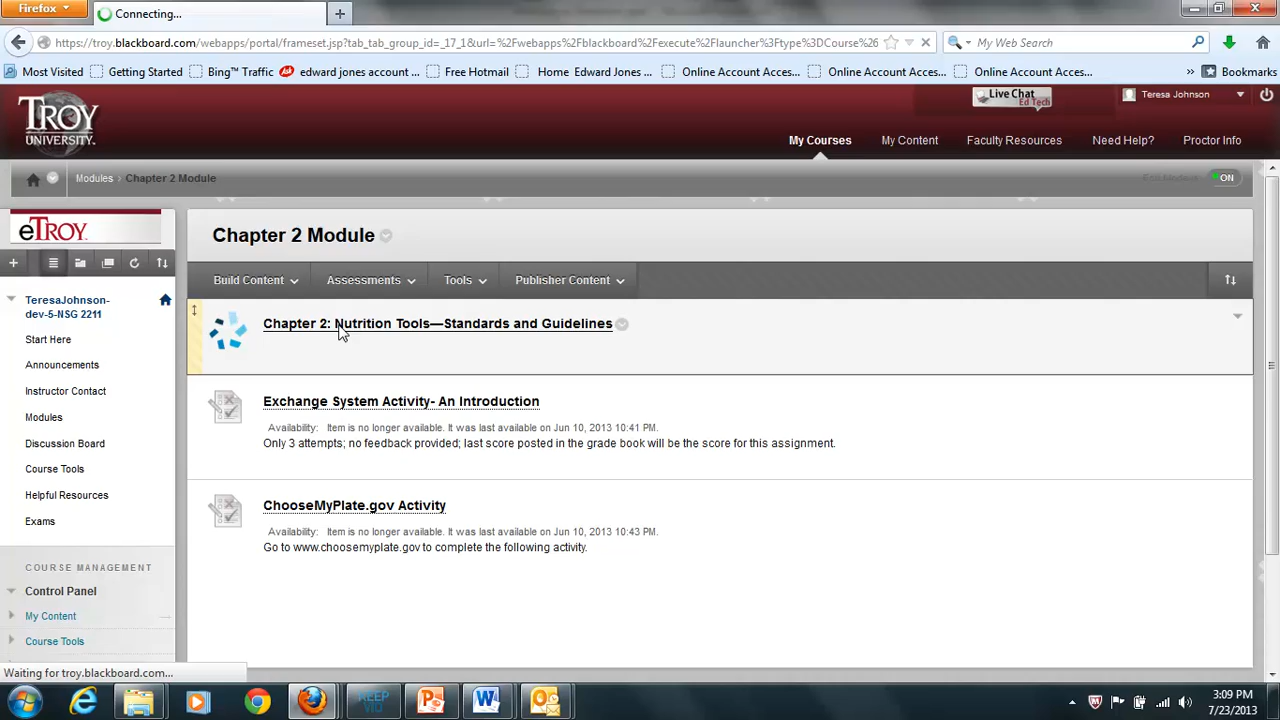 Firefox
Connecting...
https://troy.blackboard.com/webapps/portal/frameset.jsp?tab_tab_group_id=_17_1&url=%2Fwebapps%2Fblackboard%2Fexecute%2Flauncher%3Ftype%3DCourse%26
My Web Search
Most Visited
Getting Started
Bing™ Traffic
Ask edward jones account ...
Free Hotmail
Home Edward Jones ...
Online Account Acces...
Online Account Acces...
Online Account Acces...
»
Bookmarks
TROY
UNIVERSITY
Live Chat
Ed Tech
Teresa Johnson
My Courses
My Content
Faculty Resources
Need Help?
Proctor Info
Modules > Chapter 2 Module
ON
eTROY
Chapter 2 Module
Build Content
Assessments
Tools
Publisher Content
TeresaJohnson-
dev-5-NSG 2211
Start Here
Announcements
Instructor Contact
Modules
Discussion Board
Course Tools
Helpful Resources
Exams
COURSE MANAGEMENT
Control Panel
My Content
Course Tools
Chapter 2: Nutrition Tools—Standards and Guidelines
Exchange System Activity- An Introduction
Availability: Item is no longer available. It was last available on Jun 10, 2013 10:41 PM.
Only 3 attempts; no feedback provided; last score posted in the grade book will be the score for this assignment.
ChooseMyPlate.gov Activity
Availability: Item is no longer available. It was last available on Jun 10, 2013 10:43 PM.
Go to www.choosemyplate.gov to complete the following activity.
Waiting for troy.blackboard.com...
KEEP
VID
3:09 PM
7/23/2013